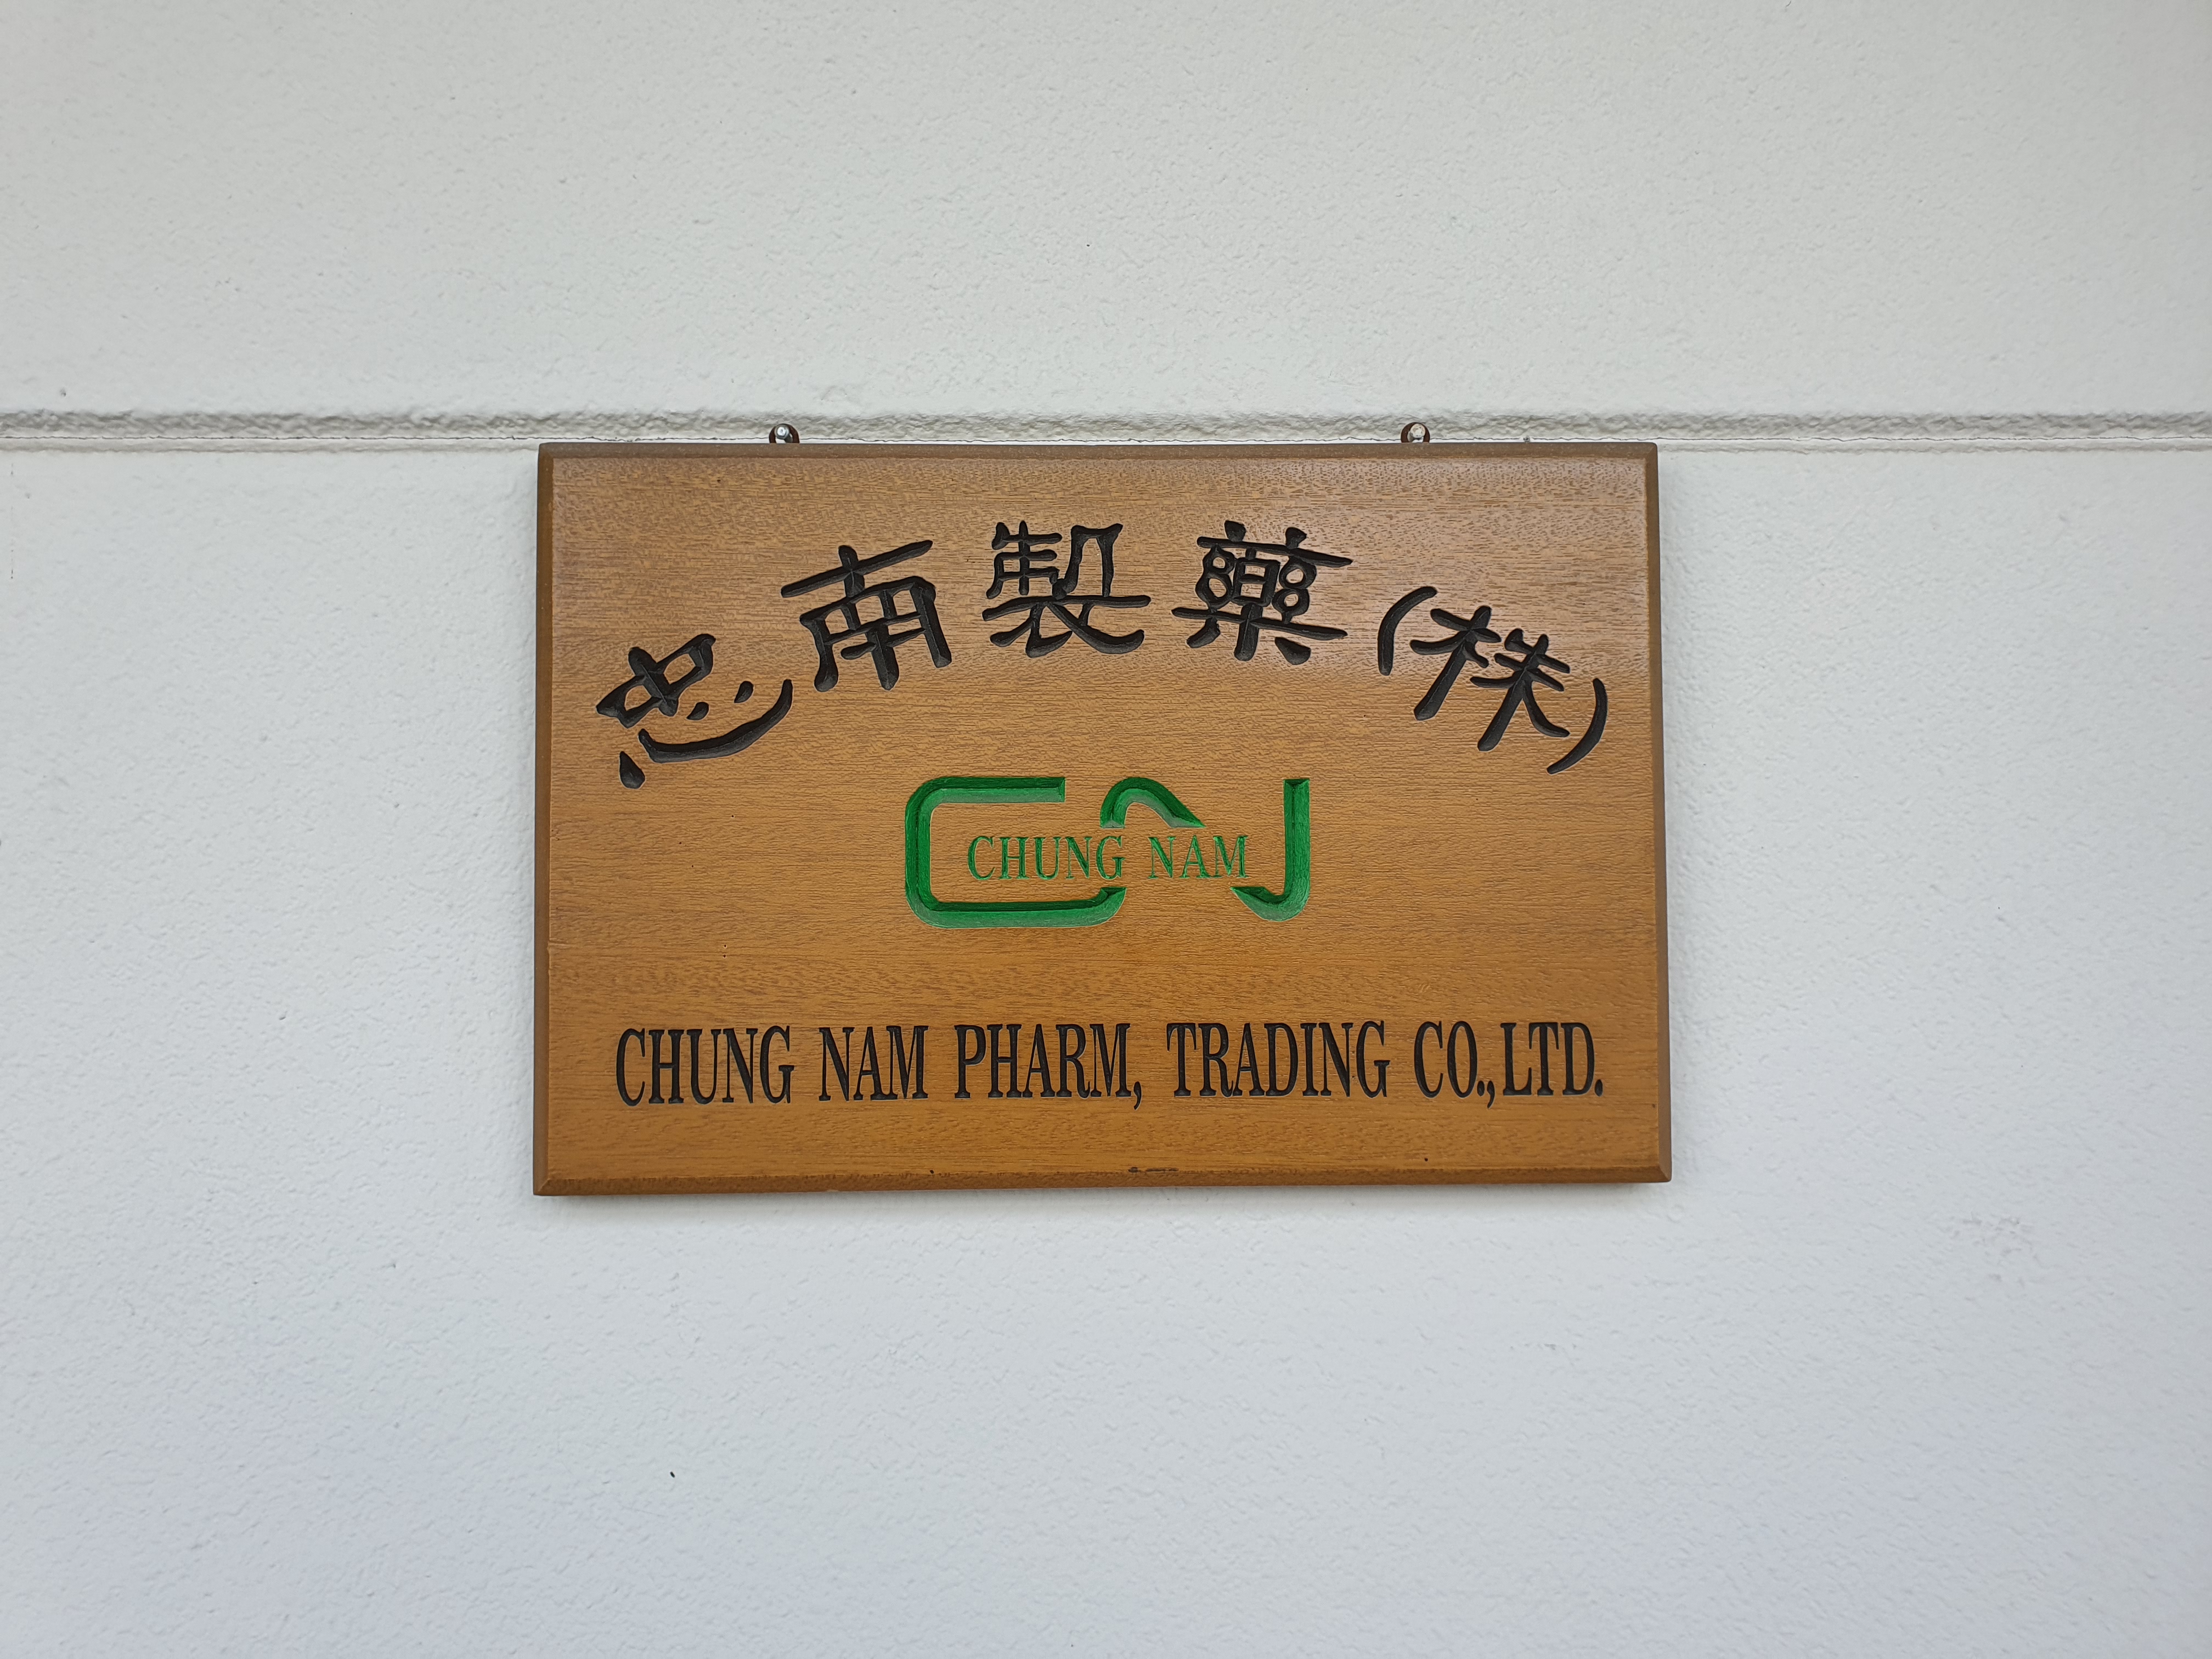 忠南製藥(株)
CHUNG NAM
CHUNG NAM PHARM, TRADING CO.,LTD.